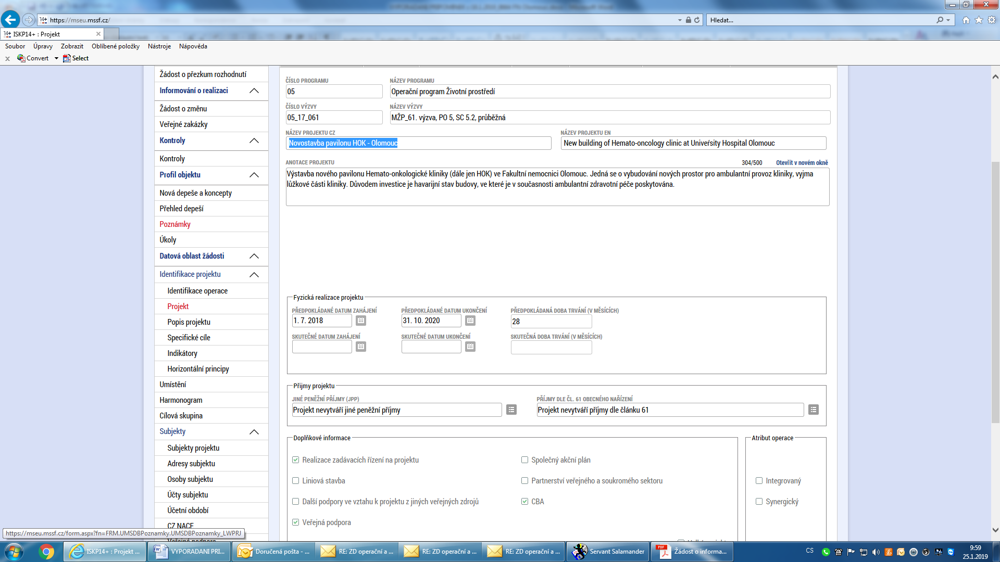 https://mseu.mssf.cz/
Hledat...
ISKP14+ : Projekt
Soubor Úpravy Zobrazit Oblíbené položky Nástroje Nápověda
x Convert Select
Žádost o přezkum rozhodnutí
Informování o realizaci
Žádost o změnu
Veřejné zakázky
Kontroly
Kontroly
Profil objektu
Nová depeše a koncepty
Přehled depeší
Poznámky
Úkoly
Datová oblast žádosti
Identifikace projektu
Identifikace operace
Projekt
Popis projektu
Specifické cíle
Indikátory
Horizontální principy
Umístění
Harmonogram
Cílová skupina
Subjekty
Subjekty projektu
Adresy subjektu
Osoby subjektu
Účty subjektu
Účetní období
CZ NACE
ČÍSLO PROGRAMU NÁZEV PROGRAMU
05 Operační program Životní prostředí
ČÍSLO VÝZVY NÁZEV VÝZVY
05_17_061 MŽP_61. výzva, PO 5, SC 5.2, průběžná
NÁZEV PROJEKTU CZ NÁZEV PROJEKTU EN
Novostavba pavilonu HOK - Olomouc New building of Hemato-oncology clinic at Univeŕsity Hospital Olomouc
ANOTACE PROJEKTU 304/500 Otevřít v novém okně
Výstavba nového pavilonu Hemato-onkologické kliniky (dále jen HOK) ve Fakultní nemocnici Olomouc. Jedná se o vybudování nových prostor pro ambulantní provoz kliniky, vyjma
lůžkové části kliniky. Důvodem investice je havarijní stav budovy, ve které je v současnosti ambulantní zdravotní péče poskytována.
Fyzická realizace projektu
PŘEDPOKLÁDANÉ DATUM ZAHÁJENÍ PŘEDPOKLÁDANÉ DATUM UKONČENÍ PŘEDPOKLÁDANÁ DOBA TRVÁNÍ (V MĚSÍCÍCH)
1. 7. 2018 31. 10. 2020 28
SKUTEČNÉ DATUM ZAHÁJENÍ SKUTEČNÉ DATUM UKONČENÍ SKUTEČNÁ DOBA TRVÁNÍ (V MĚSÍCÍCH)
Příjmy projektu
JINÉ PENĚŽNÍ PŘÍJMY (JPP) PŘÍJMY DLE ČL. 61 OBECNÉHO NAŘÍZENÍ
Projekt nevytváří jiné peněžní příjmy Projekt nevytváří příjmy dle článku 61
Doplňkové informace Atribut operace
Realizace zadávacích řízení na projektu Společný akční plán
Liniová stavba Partnerství veřejného a soukromého sektoru Integrovaný
Další podpory ve vztahu k projektu z jiných veřejných zdrojů CBA Synergický
Veřejná podpora
https://mseu.mssf.cz/form.aspx?fn=FRM.UMSDBPoznamky.UMSDBPoznamky_LWPRJ
ISKP14+ : Projekt ... VYPORADANI PRI... Doručená pošta - ... RE: ZD operační a ... RE: ZD operační a ... RE: ZD operační a ... Servant Salamander Žádost o informa...
CS 9:59
25.1.2019